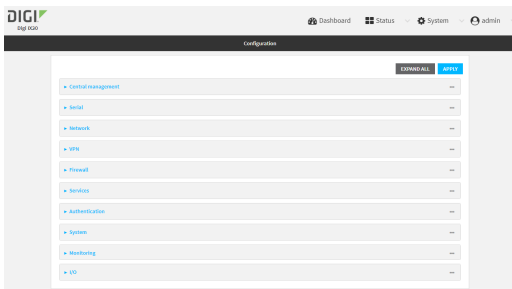 DIGI
Digi IX20
Dashboard
Status
System
admin
Configuration
EXPAND ALL
APPLY
Central management
Serial
Network
VPN
Firewall
Services
Authentication
System
Monitoring
I/O